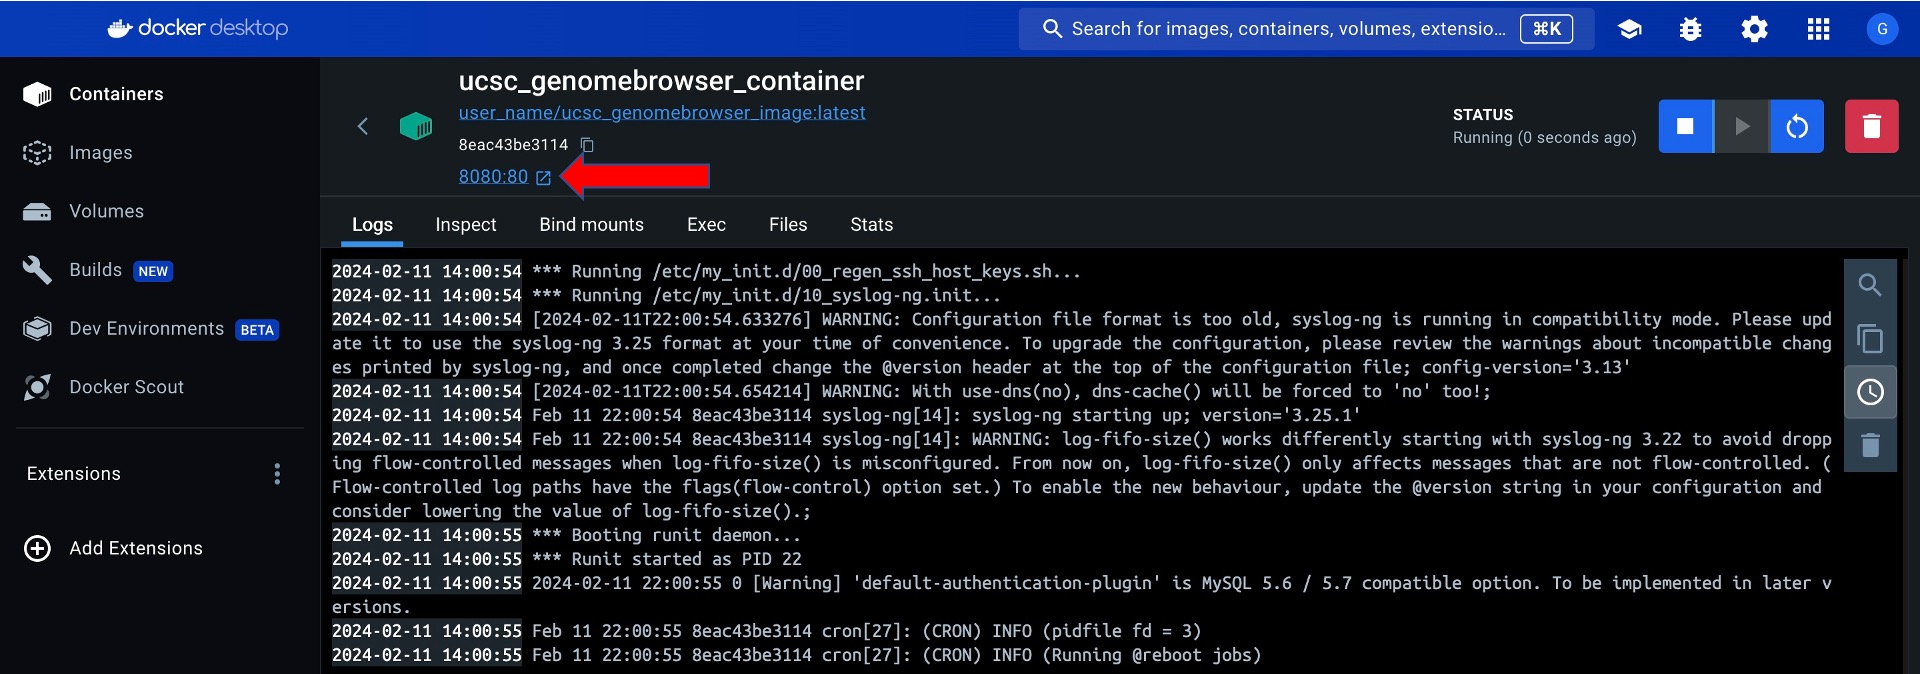 docker desktop
Search for images, containers, volumes, extensio... ⌘K
G
Containers
Images
Volumes
Builds NEW
Dev Environments BETA
Docker Scout
Extensions
Add Extensions
ucsc_genomebrowser_container
user_name/ucsc_genomebrowser_image:latest
8eac43be3114
8080:80
STATUS
Running (0 seconds ago)
Logs Inspect Bind mounts Exec Files Stats
2024-02-11 14:00:54 *** Running /etc/my_init.d/00_regen_ssh_host_keys.sh...
2024-02-11 14:00:54 *** Running /etc/my_init.d/10_syslog-ng.init...
2024-02-11 14:00:54 [2024-02-11T22:00:54.633276] WARNING: Configuration file format is too old, syslog-ng is running in compatibility mode. Please upd
ate it to use the syslog-ng 3.25 format at your time of convenience. To upgrade the configuration, please review the warnings about incompatible chang
es printed by syslog-ng, and once completed change the @version header at the top of the configuration file; config-version='3.13'
2024-02-11 14:00:54 [2024-02-11T22:00:54.654214] WARNING: With use-dns(no), dns-cache() will be forced to 'no' too!;
2024-02-11 14:00:54 Feb 11 22:00:54 8eac43be3114 syslog-ng[14]: syslog-ng starting up; version='3.25.1'
2024-02-11 14:00:54 Feb 11 22:00:54 8eac43be3114 syslog-ng[14]: WARNING: log-fifo-size() works differently starting with syslog-ng 3.22 to avoid dropp
ing flow-controlled messages when log-fifo-size() is misconfigured. From now on, log-fifo-size() only affects messages that are not flow-controlled. (
Flow-controlled log paths have the flags(flow-control) option set.) To enable the new behaviour, update the @version string in your configuration and
consider lowering the value of log-fifo-size().;
2024-02-11 14:00:55 *** Booting runit daemon...
2024-02-11 14:00:55 *** Runit started as PID 22
2024-02-11 14:00:55 2024-02-11 22:00:55 0 [Warning] 'default-authentication-plugin' is MySQL 5.6 / 5.7 compatible option. To be implemented in later v
ersions.
2024-02-11 14:00:55 Feb 11 22:00:55 8eac43be3114 cron[27]: (CRON) INFO (pidfile fd = 3)
2024-02-11 14:00:55 Feb 11 22:00:55 8eac43be3114 cron[27]: (CRON) INFO (Running @reboot jobs)